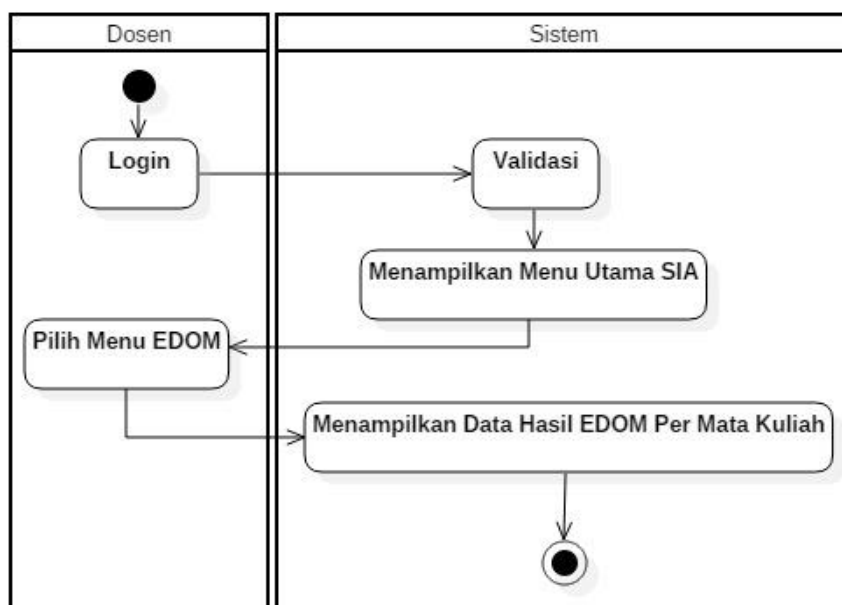 Dosen
Sistem
Login
Validasi
Menampilkan Menu Utama SIA
Pilih Menu EDOM
Menampilkan Data Hasil EDOM Per Mata Kuliah